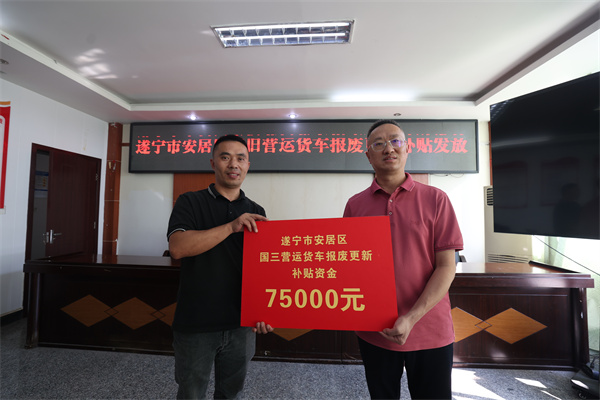 遂宁市安居 旧营运货车报废 补贴发放
遂宁市安居区
国三营运货车报废更新
补贴资金
75000元